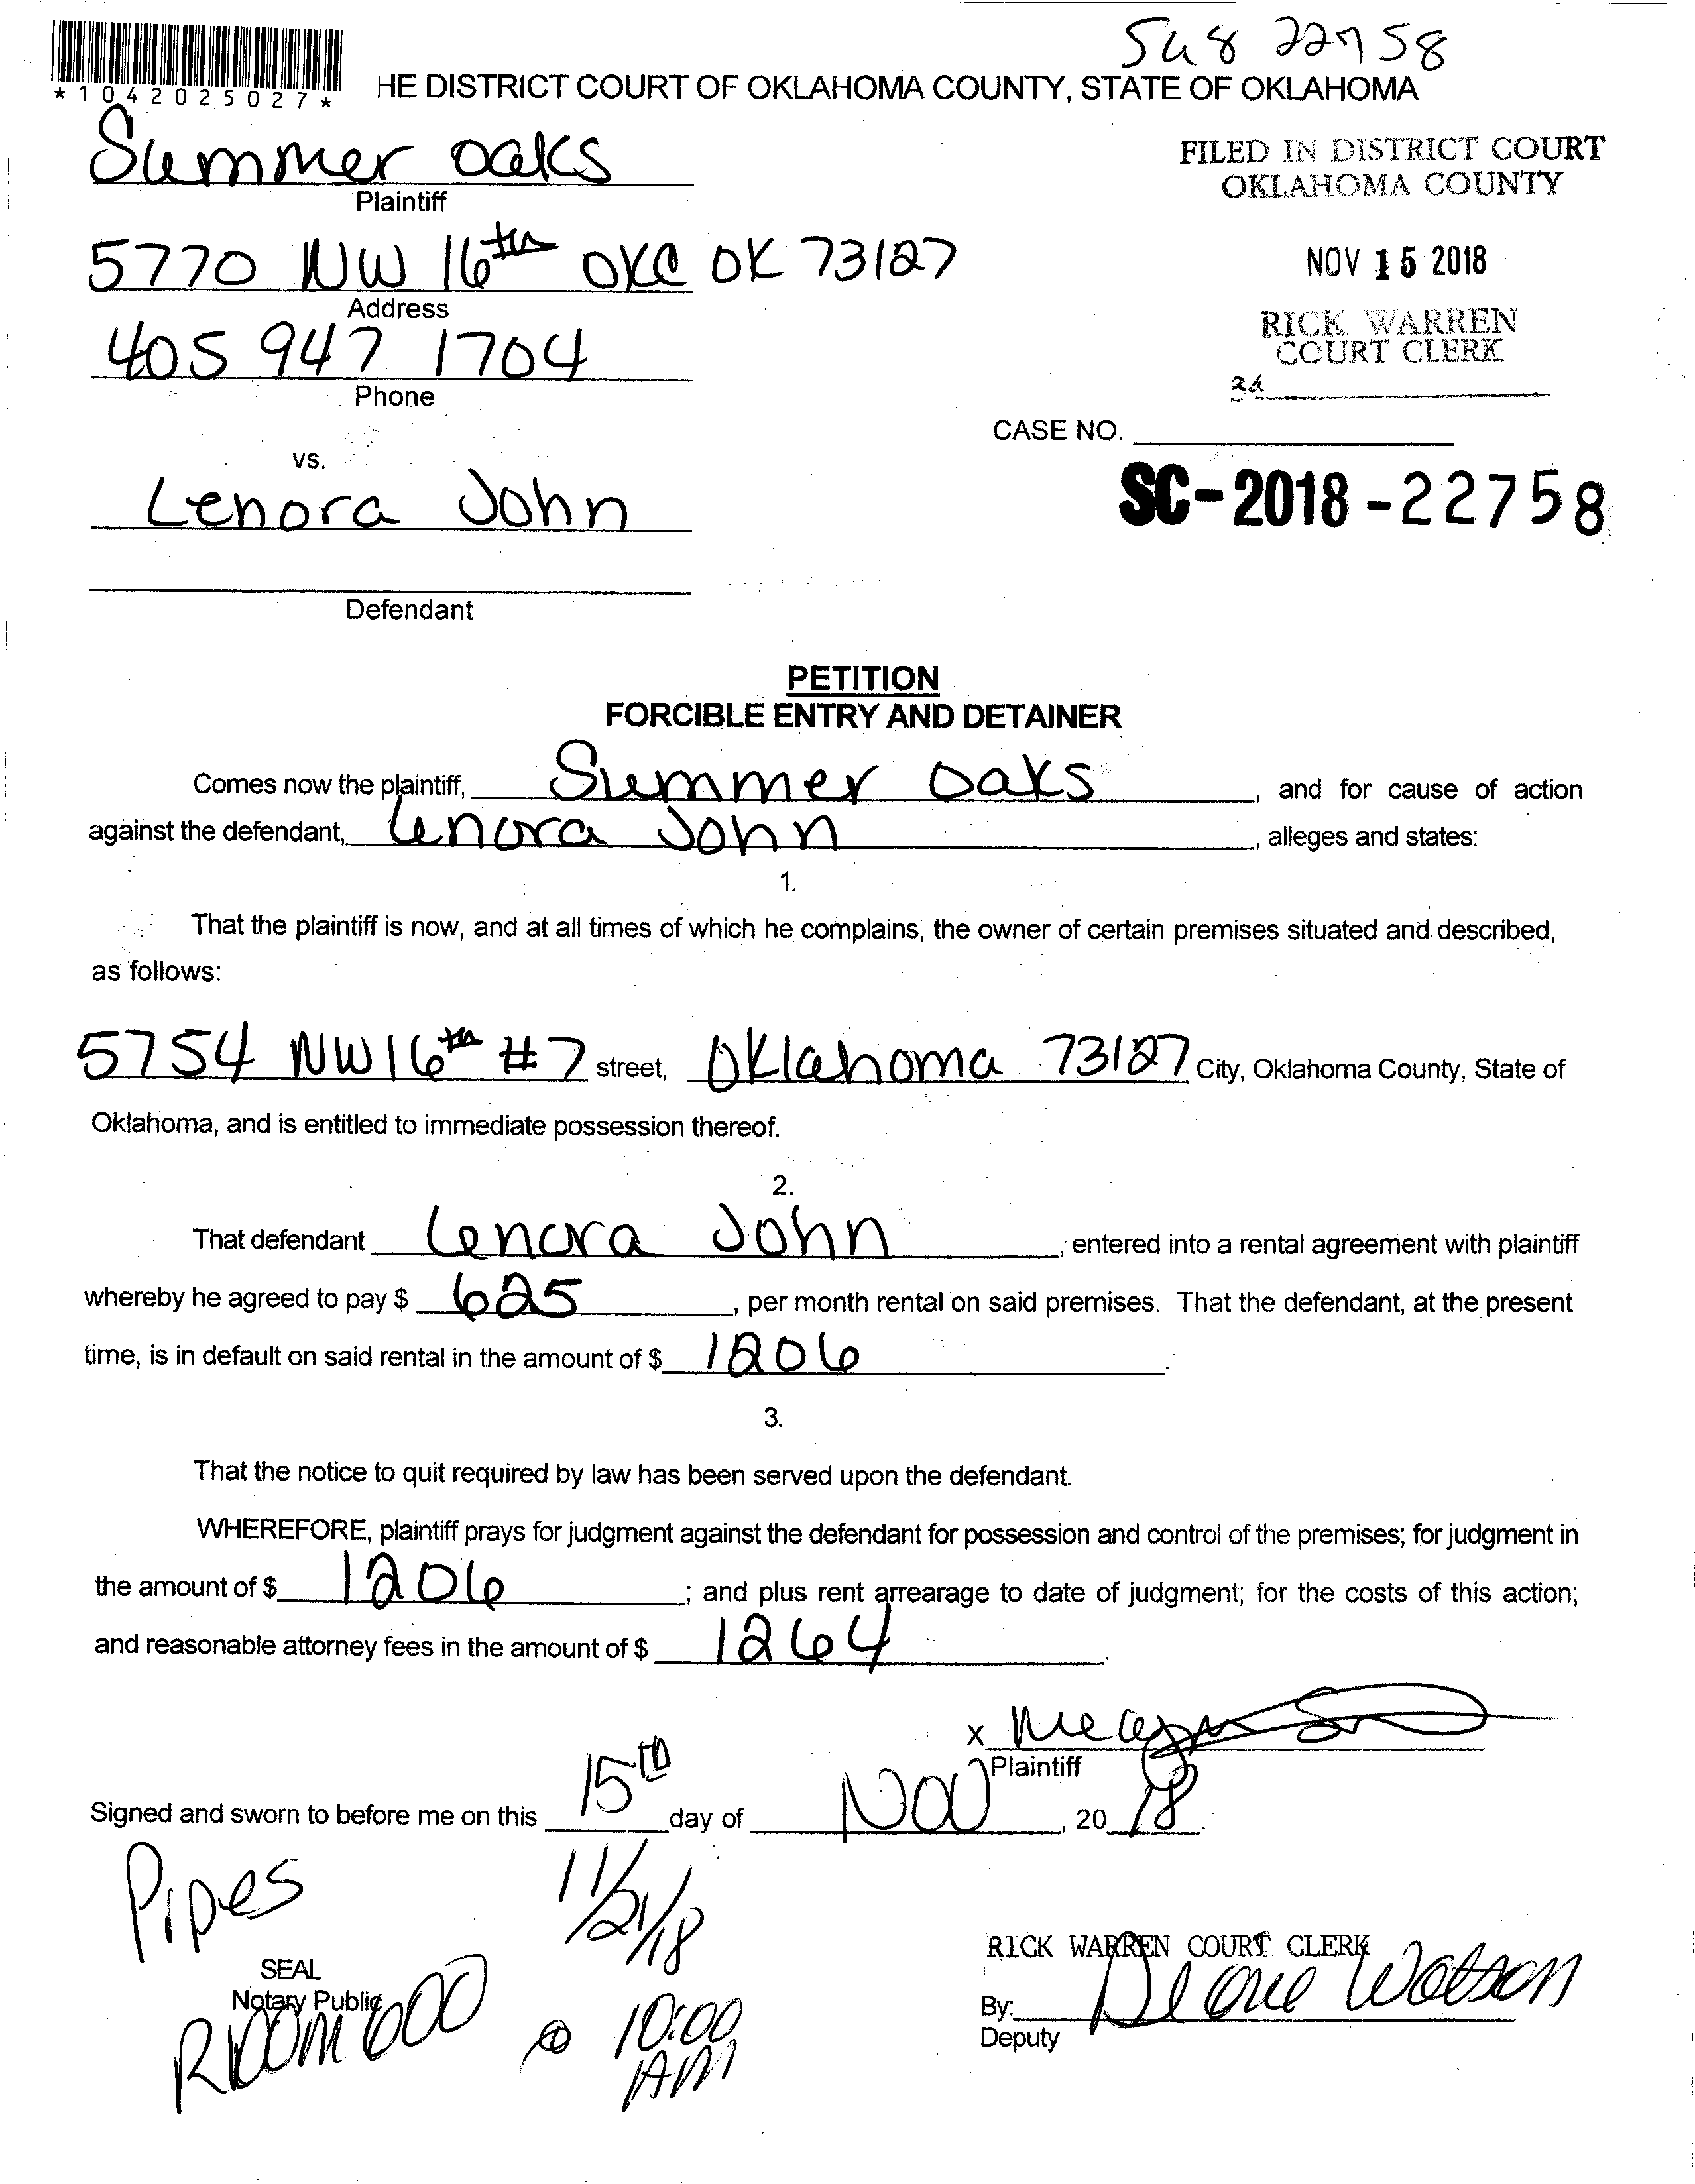 Su8 22758
*1042025027*
HE DISTRICT COURT OF OKLAHOMA COUNTY, STATE OF OKLAHOMA
Summer oaks
Plaintiff
FILED IN DISTRICT COURT
OKLAHOMA COUNTY
5770 NW 16th OKC OK 73127
Address
NOV 15 2018
405 947 1704
Phone
RICK WARREN
COURT CLERK
CASE NO.
vs.
Lenora John
SC-2018-22758
Defendant
PETITION
FORCIBLE ENTRY AND DETAINER
Comes now the plaintiff, Summer oaks, and for cause of action
against the defendant, Lenora John, alleges and states:
1.
That the plaintiff is now, and at all times of which he complains, the owner of certain premises situated and described,
as follows:
5754 NW 16th #7 street, Oklahoma 73127 City, Oklahoma County, State of
Oklahoma, and is entitled to immediate possession thereof.
2.
That defendant Lenora John, entered into a rental agreement with plaintiff
whereby he agreed to pay $ 625, per month rental on said premises. That the defendant, at the present
time, is in default on said rental in the amount of $ 1206.
3.
That the notice to quit required by law has been served upon the defendant.
WHEREFORE, plaintiff prays for judgment against the defendant for possession and control of the premises; for judgment in
the amount of $ 1206; and plus rent arrearage to date of judgment; for the costs of this action;
and reasonable attorney fees in the amount of $ 1264.
X
Plaintiff
Signed and sworn to before me on this 15th day of Nov, 20 18.
Pipes
11/21/18
SEAL
Notary Public
RICK WARREN COURT CLERK
Room 600 @ 10:00
AM
By: Diane Watson
Deputy